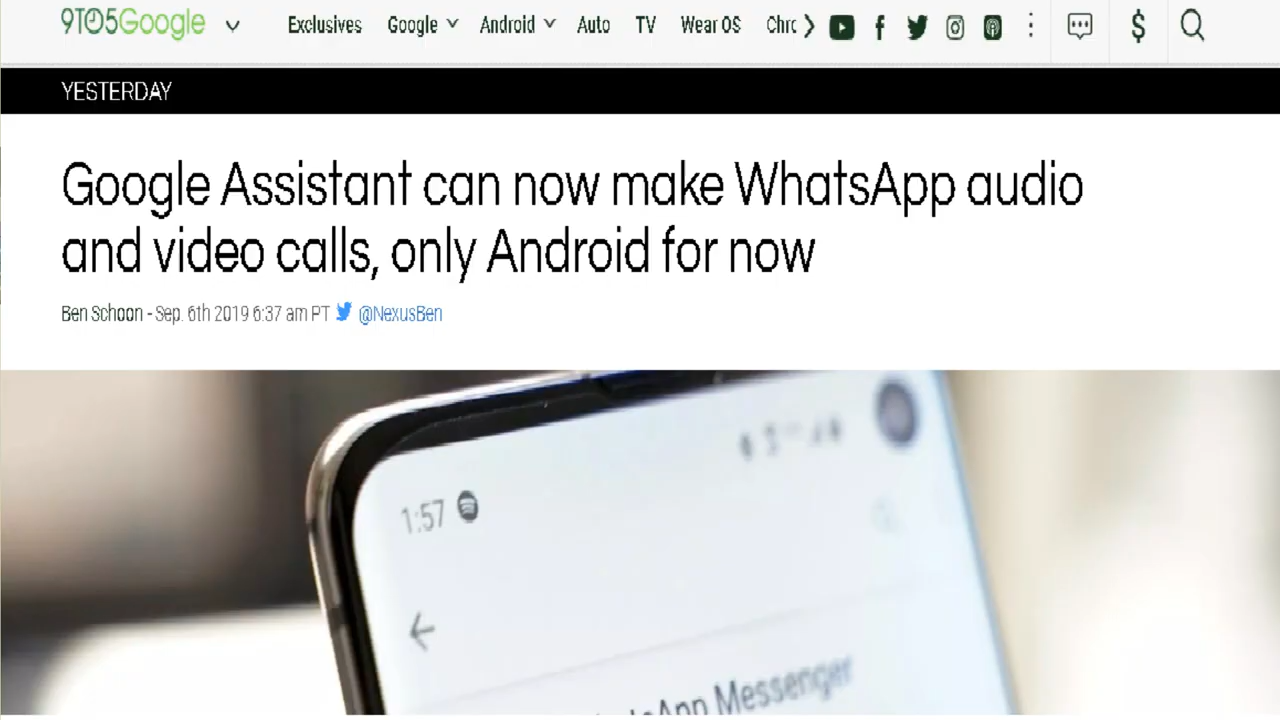 9TO5Google Exclusives Google Android Auto TV Wear OS Chrc $
YESTERDAY
Google Assistant can now make WhatsApp audio
and video calls, only Android for now
Ben Schoon - Sep. 6th 2019 6:37 am PT @NexusBen
1:57
Messenger